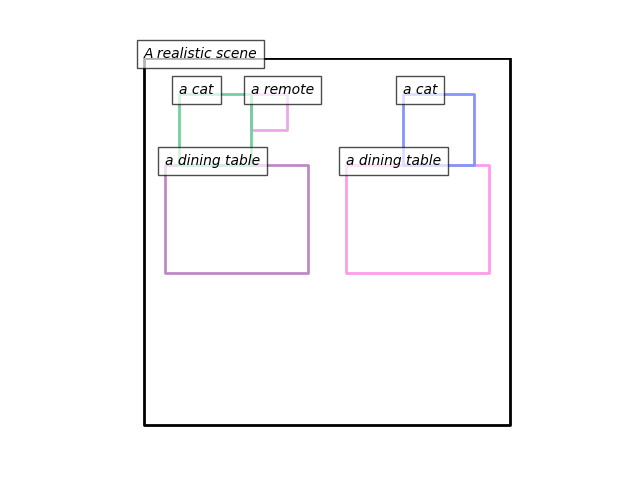 A realistic scene
a cat
a remote
a cat
a dining table
a dining table